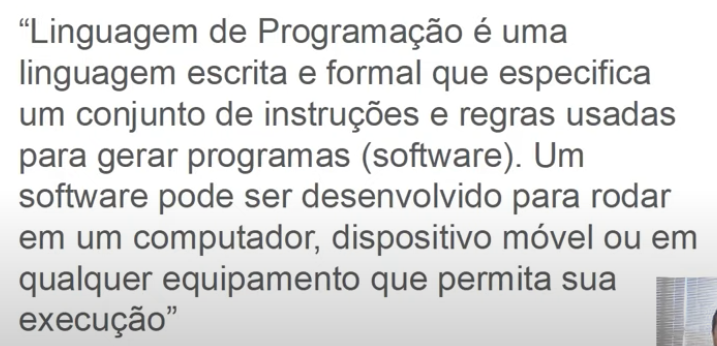 “Linguagem de Programação é uma
linguagem escrita e formal que especifica
um conjunto de instruções e regras usadas
para gerar programas (software). Um
software pode ser desenvolvido para rodar
em um computador, dispositivo móvel ou em
qualquer equipamento que permita sua
execução”